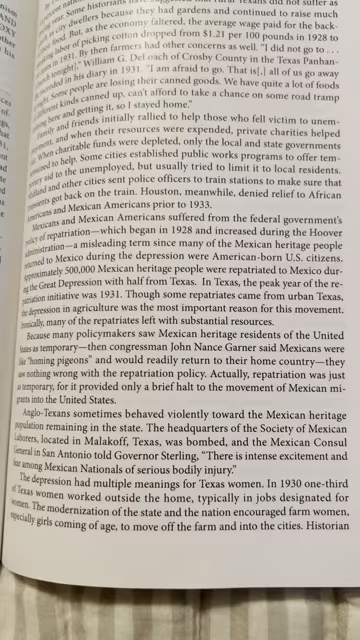 not suffer as
year. Some historians have
as city dwellers because they had gardens and continued to raise much
food. But, as the economy faltered, the average wage paid for the back-
labor of picking cotton dropped from $1.21 per 100 pounds in 1928 to
in 1931. By then farmers had other concerns as well. "I did not go to . . .
tonight[,]" William G. DeLoach of Crosby County in the Texas Panhan-
recorded in his diary in 1931. "I am afraid to go. That is[,] all of us go away
Some people are losing their canned goods. We have quite a lot of foods
different kinds canned up, can't afford to take a chance on some road tramp
here and getting it, so I stayed home."
Family and friends initially rallied to help those who fell victim to unem-
and when their resources were expended, private charities helped
When charitable funds were depleted, only the local and state governments
to help. Some cities established public works programs to offer tem-
aid to the unemployed, but usually tried to limit it to local residents.
and other cities sent police officers to train stations to make sure that
got back on the train. Houston, meanwhile, denied relief to African
Americans and Mexican Americans prior to 1933.
Mexicans and Mexican Americans suffered from the federal government's
policy of repatriation—which began in 1928 and increased during the Hoover
administration—a misleading term since many of the Mexican heritage people
returned to Mexico during the depression were American-born U.S. citizens.
Approximately 500,000 Mexican heritage people were repatriated to Mexico dur-
ing the Great Depression with half from Texas. In Texas, the peak year of the re-
patriation initiative was 1931. Though some repatriates came from urban Texas,
the depression in agriculture was the most important reason for this movement.
Ironically, many of the repatriates left with substantial resources.
Because many policymakers saw Mexican heritage residents of the United
States as temporary—then congressman John Nance Garner said Mexicans were
like "homing pigeons" and would readily return to their home country—they
saw nothing wrong with the repatriation policy. Actually, repatriation was just
as temporary, for it provided only a brief halt to the movement of Mexican mi-
grants into the United States.
Anglo-Texans sometimes behaved violently toward the Mexican heritage
population remaining in the state. The headquarters of the Society of Mexican
Laborers, located in Malakoff, Texas, was bombed, and the Mexican Consul
General in San Antonio told Governor Sterling, "There is intense excitement and
fear among Mexican Nationals of serious bodily injury."
The depression had multiple meanings for Texas women. In 1930 one-third
of Texas women worked outside the home, typically in jobs designated for
women. The modernization of the state and the nation encouraged farm women,
especially girls coming of age, to move off the farm and into the cities. Historian